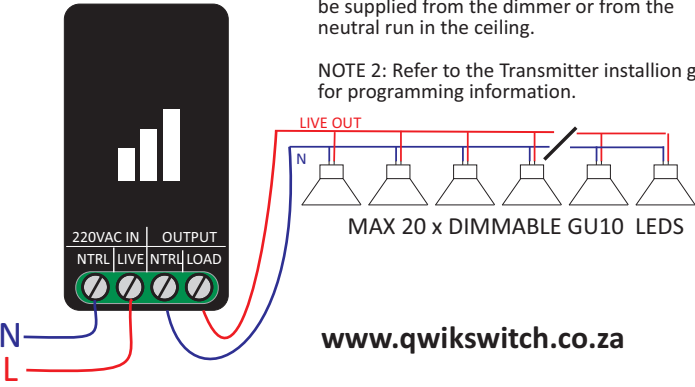 be supplied from the dimmer or from the
neutral run in the ceiling.
NOTE 2: Refer to the Transmitter installion g
for programming information.
LIVE OUT
N
MAX 20 x DIMMABLE GU10 LEDS
220VAC IN OUTPUT
NTRL LIVE NTRL LOAD
N
L
www.qwikswitch.co.za